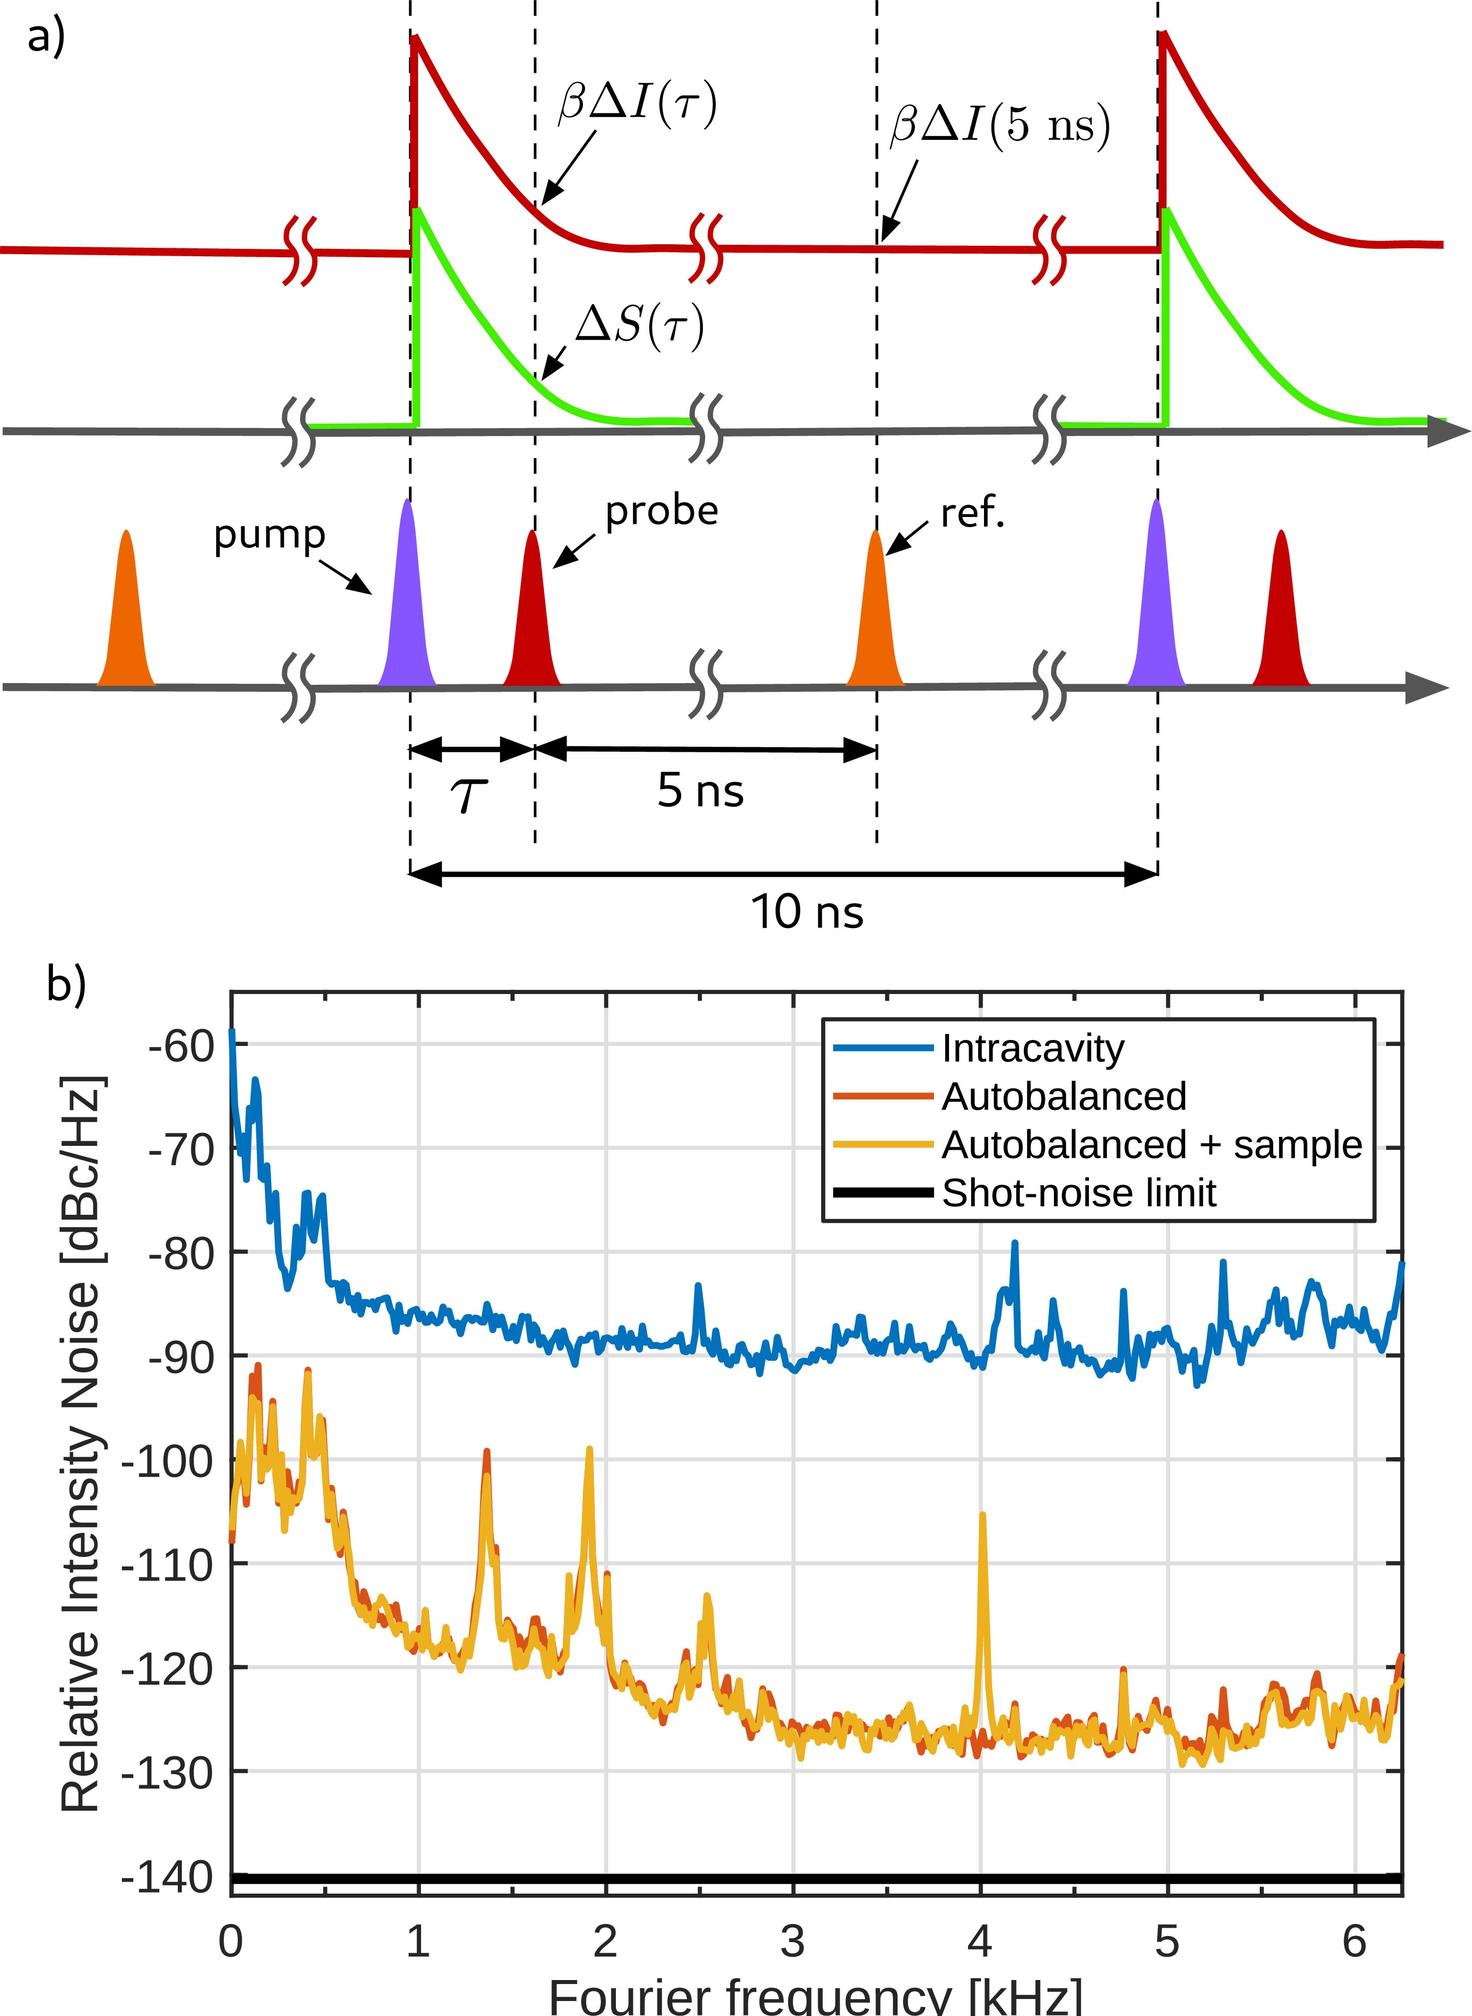 a)
βΔI(τ)
βΔI(5 ns)
ΔS(τ)
pump
probe
ref.
τ
5 ns
10 ns
b)
Relative Intensity Noise [dBc/Hz]
-60
-70
-80
-90
-100
-110
-120
-130
-140
Intracavity
Autobalanced
Autobalanced + sample
Shot-noise limit
0 1 2 3 4 5 6
Fourier frequency [kHz]